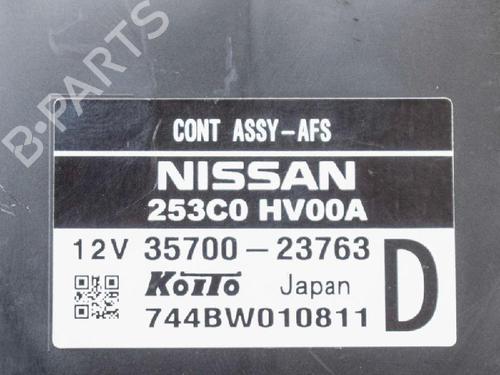 B-PARTS
CONT ASSY-AFS
NISSAN
253C0 HV00A
12V 35700-23763
KOITO Japan
744BW010811
D